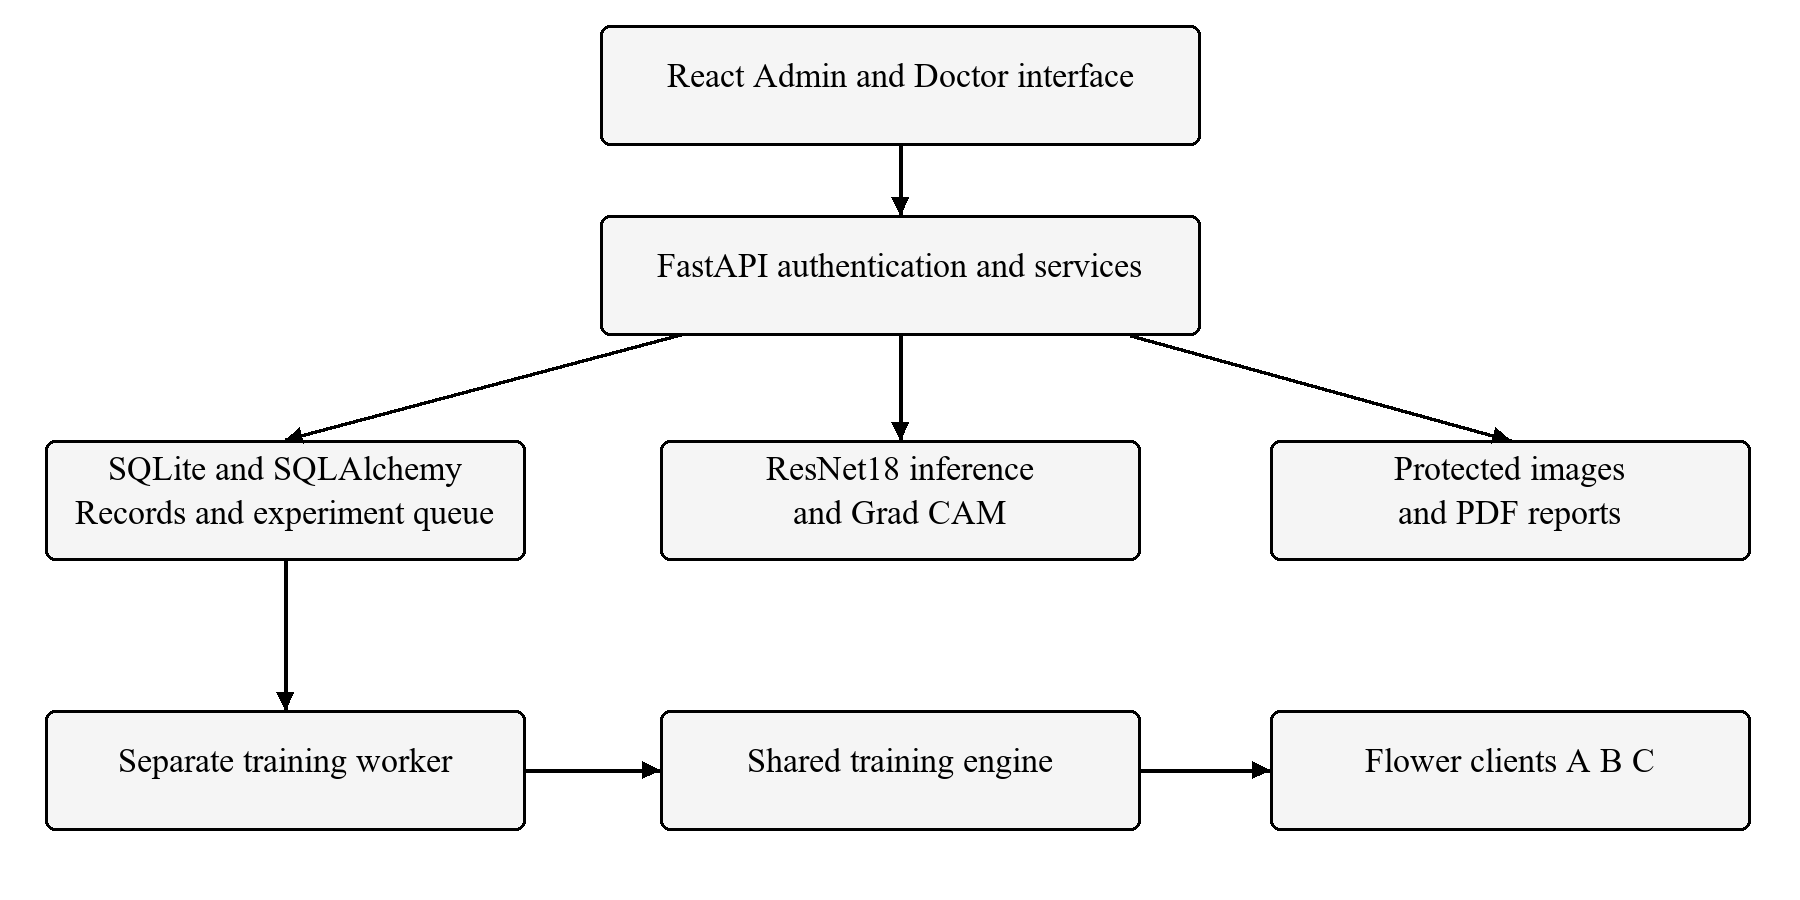 React Admin and Doctor interface
FastAPI authentication and services
SQLite and SQLAlchemy
Records and experiment queue
ResNet18 inference
and Grad CAM
Protected images
and PDF reports
Separate training worker
Shared training engine
Flower clients A B C